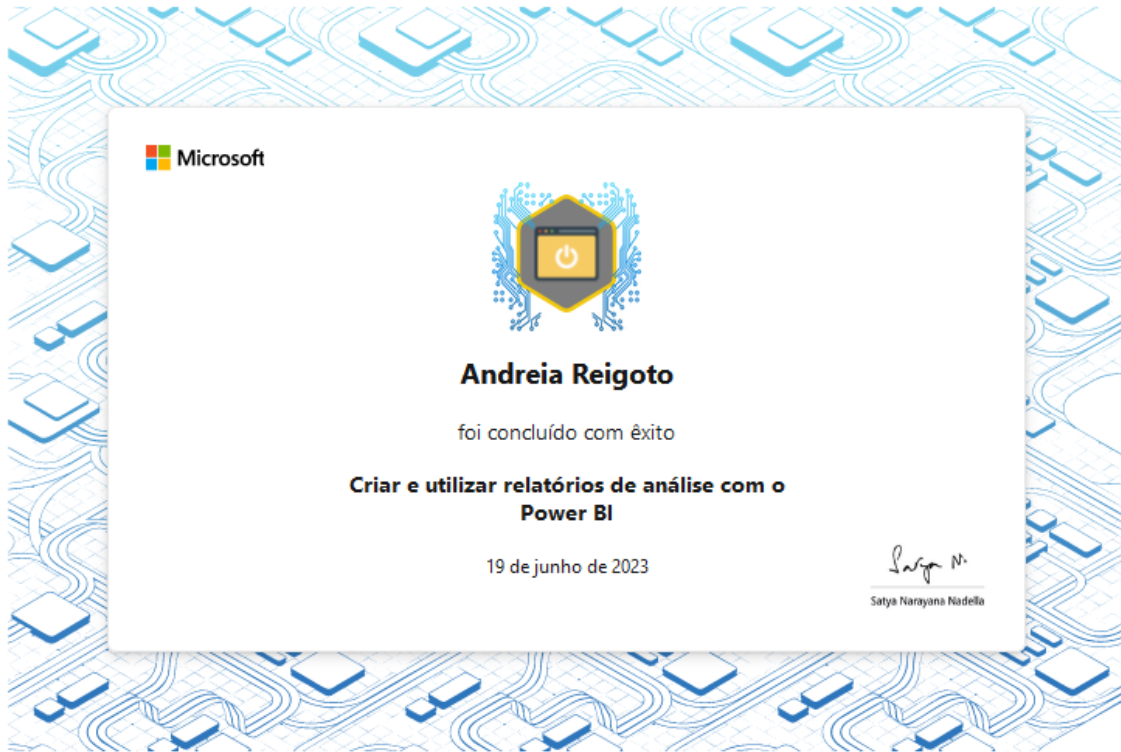 Microsoft
Andreia Reigoto
foi concluído com êxito
Criar e utilizar relatórios de análise com o
Power BI
19 de junho de 2023
Satya N.
Satya Narayana Nadella